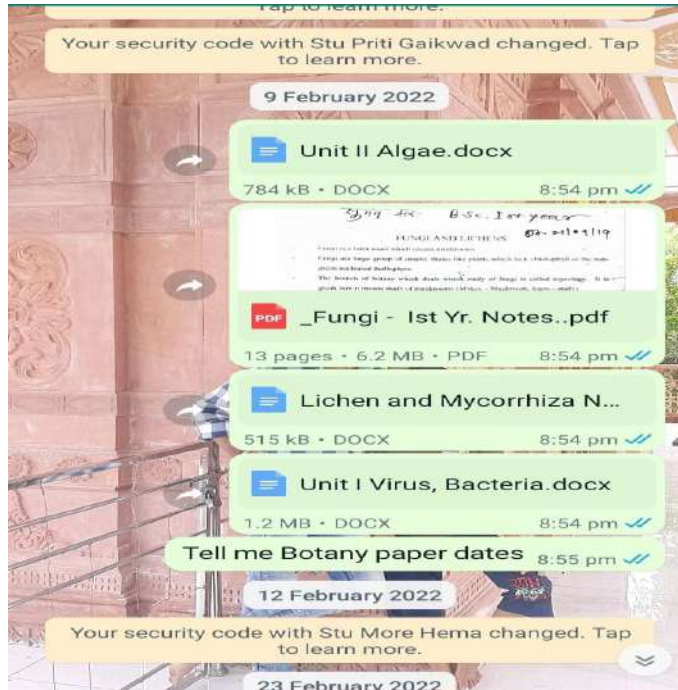 Tap to learn more.
Your security code with Stu Priti Gaikwad changed. Tap
to learn more.
9 February 2022
Unit II Algae.docx
784 kB • DOCX 8:54 pm
B.Sc. Ist year
FUNGI AND LICHENS
_Fungi - Ist Yr. Notes..pdf
PDF
13 pages • 6.2 MB • PDF 8:54 pm
Lichen and Mycorrhiza N...
515 kB • DOCX 8:54 pm
Unit I Virus, Bacteria.docx
1.2 MB • DOCX 8:54 pm
Tell me Botany paper dates 8:55 pm
12 February 2022
Your security code with Stu More Hema changed. Tap
to learn more.
23 February 2022